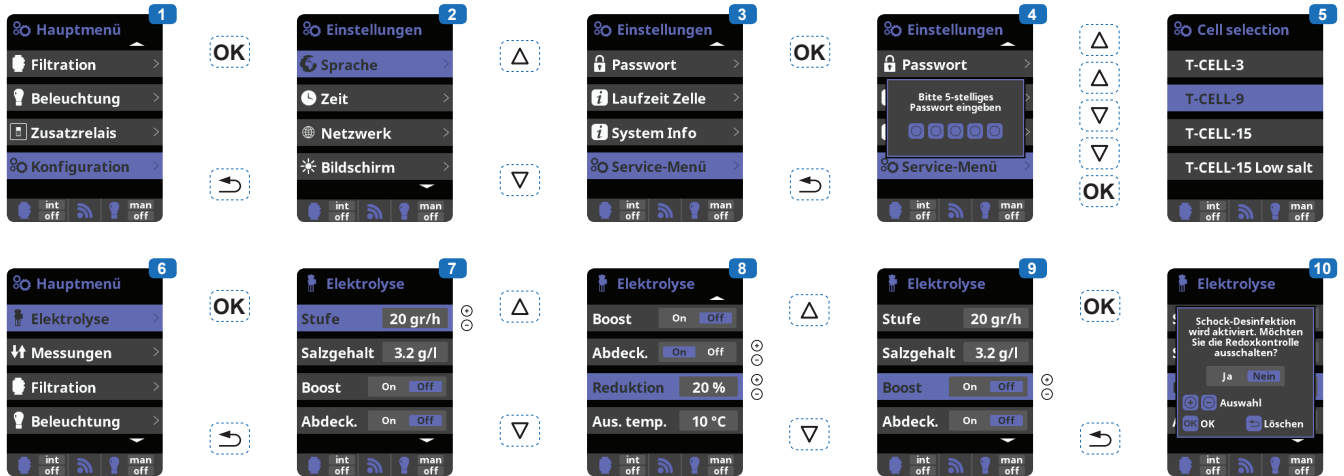 1
Hauptmenü
Filtration
Beleuchtung
Zusatzrelais
Konfiguration
int
off
man
off
OK
2
Einstellungen
Sprache
Zeit
Netzwerk
Bildschirm
int
off
man
off
3
Einstellungen
Passwort
Laufzeit Zelle
System Info
Service-Menü
int
off
man
off
OK
4
Einstellungen
Passwort
Bitte 5-stelliges
Passwort eingeben
Service-Menü
int
off
man
off
OK
5
Cell selection
T-CELL-3
T-CELL-9
T-CELL-15
T-CELL-15 Low salt
int
off
man
off
6
Hauptmenü
Elektrolyse
Messungen
Filtration
Beleuchtung
int
off
man
off
OK
7
Elektrolyse
Stufe 20 gr/h
Salzgehalt 3.2 g/l
Boost On Off
Abdeck. On Off
int
off
man
off
8
Elektrolyse
Boost On Off
Abdeck. On Off
Reduktion 20 %
Aus. temp. 10 °C
int
off
man
off
9
Elektrolyse
Stufe 20 gr/h
Salzgehalt 3.2 g/l
Boost On Off
Abdeck. On Off
int
off
man
off
OK
10
Elektrolyse
Schock-Desinfektion
wird aktiviert. Möchten
Sie die Redoxkontrolle
ausschalten?
Ja Nein
Auswahl
OK OK Löschen
int
off
man
off